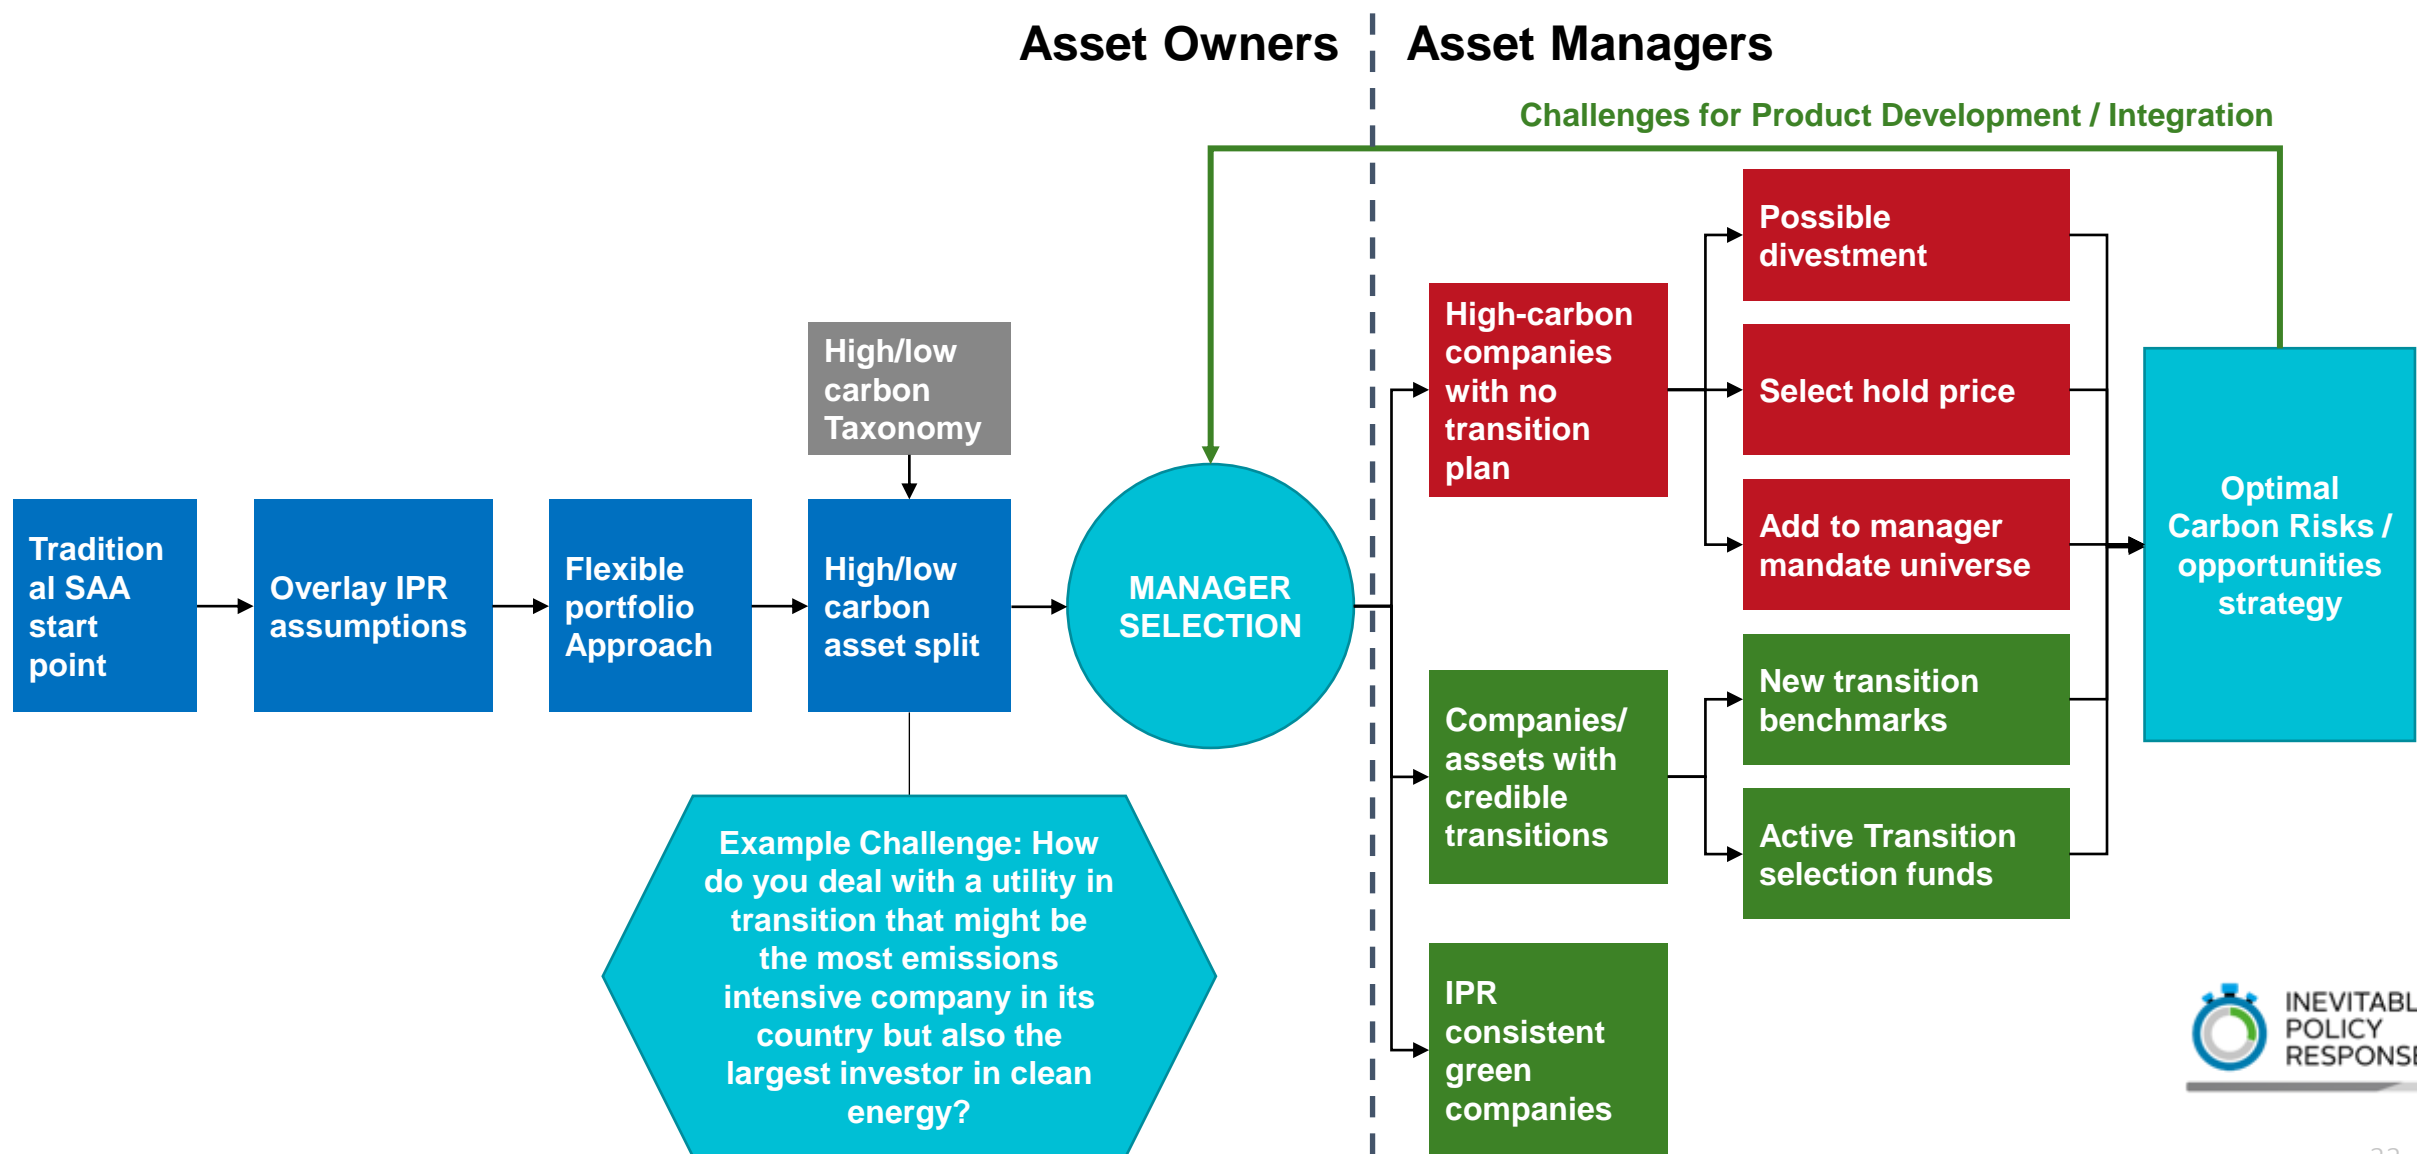 Asset Owners
Asset Managers
Challenges for Product Development / Integration
Tradition
al SAA
start
point
Overlay IPR
assumptions
Flexible
portfolio
Approach
High/low
carbon
Taxonomy
High/low
carbon
asset split
Example Challenge: How
do you deal with a utility in
transition that might be
the most emissions
intensive company in its
country but also the
largest investor in clean
energy?
MANAGER
SELECTION
High-carbon
companies
with no
transition
plan
Possible
divestment
Select hold price
Add to manager
mandate universe
Companies/
assets with
credible
transitions
New transition
benchmarks
Active Transition
selection funds
IPR
consistent
green
companies
Optimal
Carbon Risks /
opportunities
strategy
INEVITABL
POLICY
RESPONSE